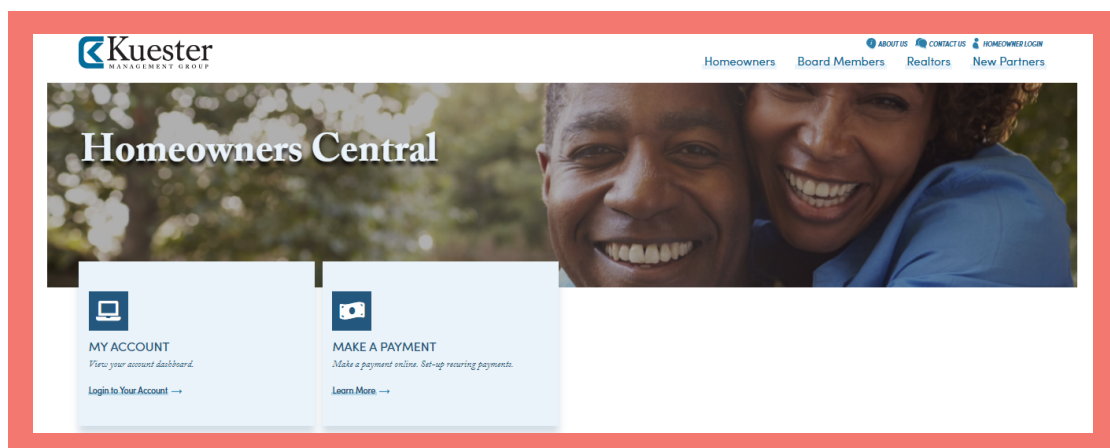 Kuester
MANAGEMENT GROUP
ABOUT US CONTACT US HOMEOWNER LOGIN
Homeowners Board Members Realtors New Partners
Homeowners Central
MY ACCOUNT
View your account dashboard.
Login to Your Account →
MAKE A PAYMENT
Make a payment online. Set-up recuring payments.
Learn More →